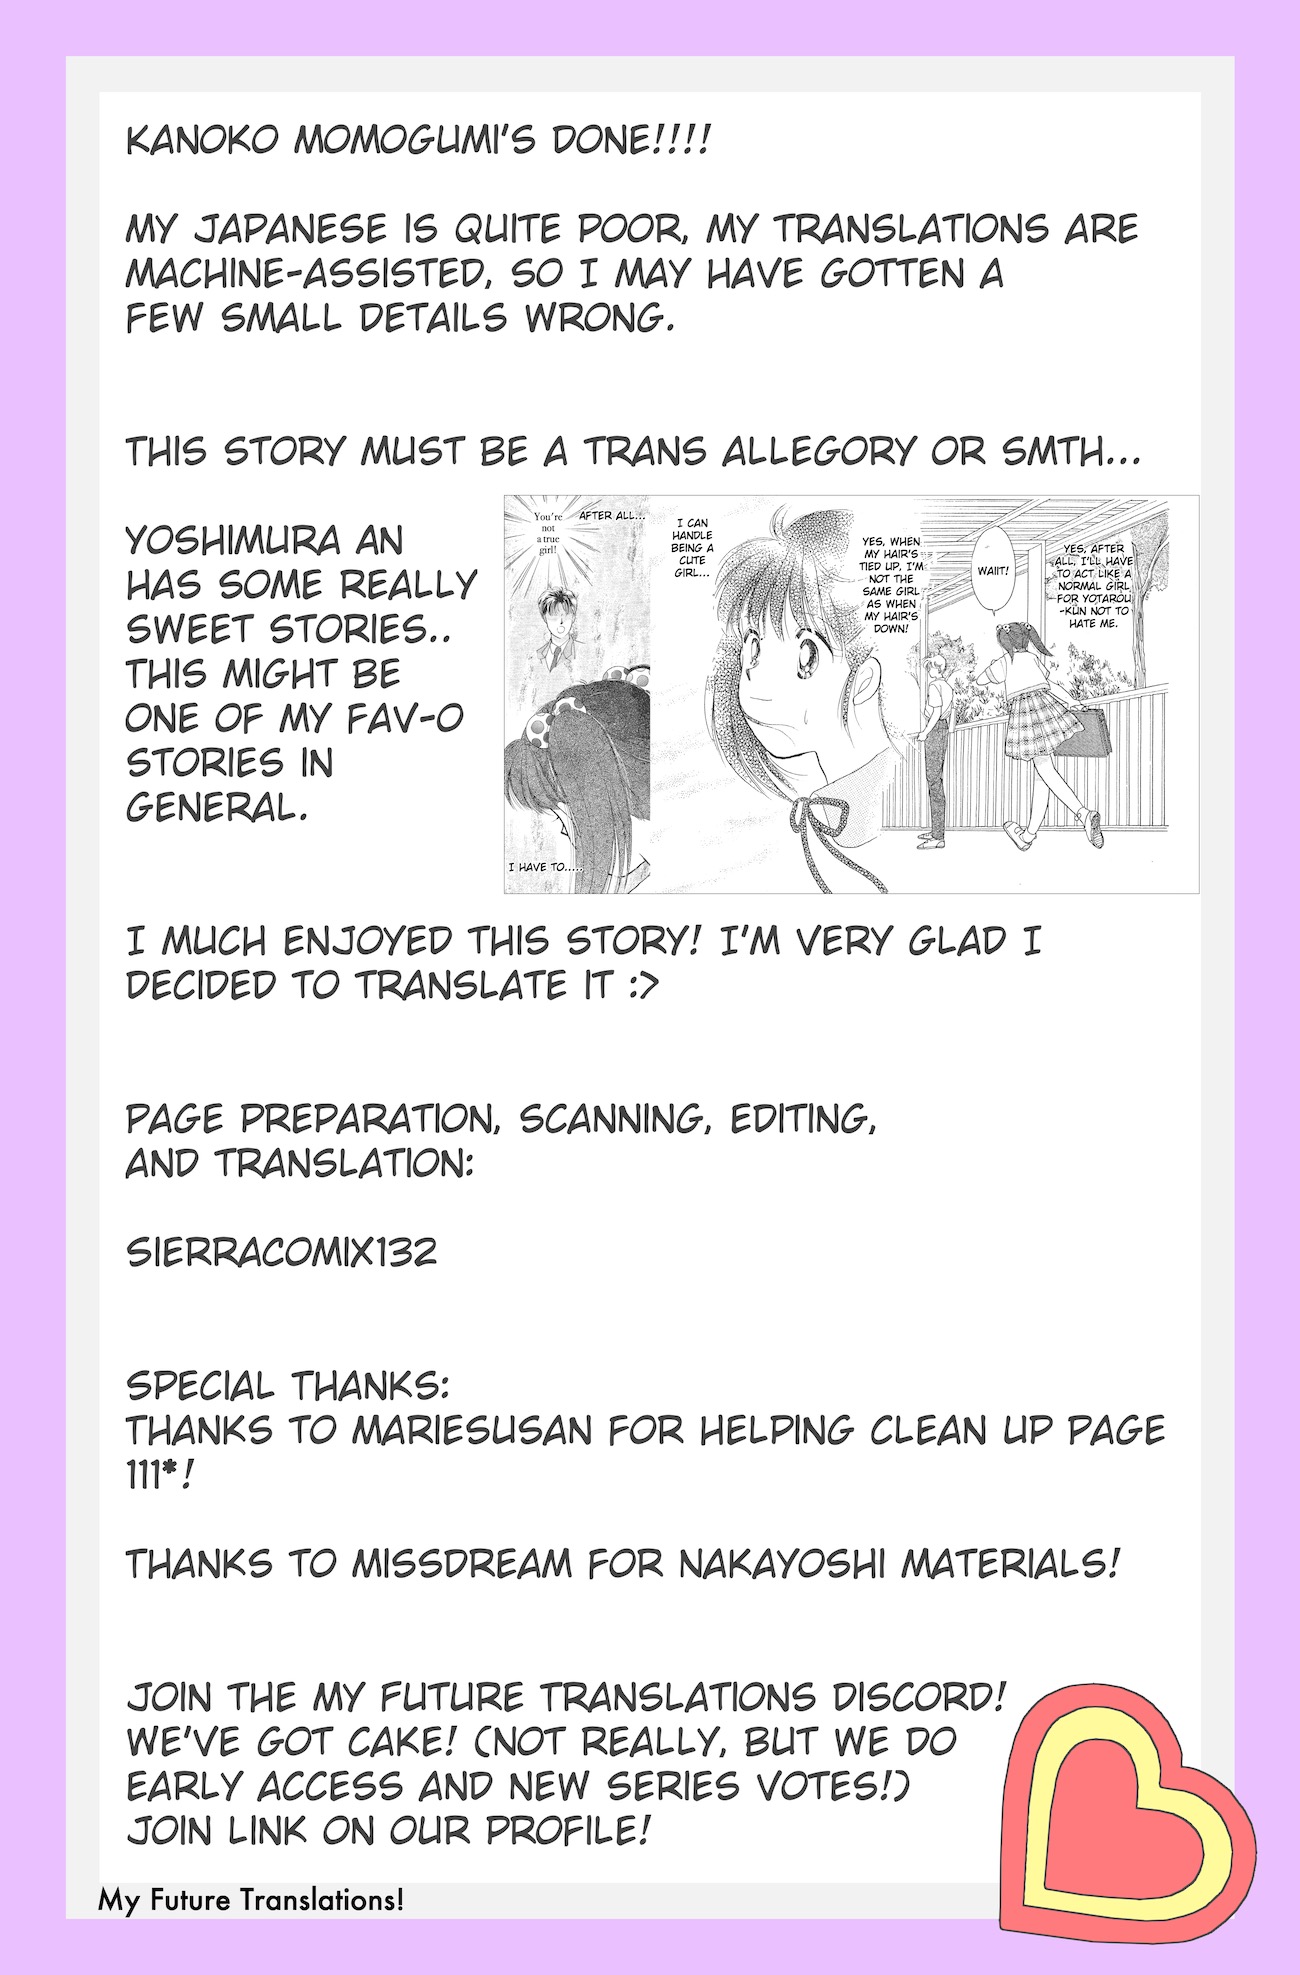 KANOKO MOMOGUMI'S DONE!!!!
MY JAPANESE IS QUITE POOR, MY TRANSLATIONS ARE
MACHINE-ASSISTED, SO I MAY HAVE GOTTEN A
FEW SMALL DETAILS WRONG.
THIS STORY MUST BE A TRANS ALLEGORY OR SMTH...
YOSHIMURA AN
HAS SOME REALLY
SWEET STORIES..
THIS MIGHT BE
ONE OF MY FAV-O
STORIES IN
GENERAL.
YES, AFTER
ALL, I'LL HAVE
TO ACT LIKE A
NORMAL GIRL
FOR YOTAROU
-KUN NOT TO
HATE ME.
WAIIT!
YES, WHEN
MY HAIR'S
TIED UP, I'M
NOT THE
SAME GIRL
AS WHEN
MY HAIR'S
DOWN!
I CAN
HANDLE
BEING A
CUTE
GIRL...
AFTER ALL...
You're
not
a true
girl!
I HAVE TO.....
I MUCH ENJOYED THIS STORY! I'M VERY GLAD I
DECIDED TO TRANSLATE IT :>
PAGE PREPARATION, SCANNING, EDITING,
AND TRANSLATION:
SIERRACOMIX132
SPECIAL THANKS:
THANKS TO MARIESUSAN FOR HELPING CLEAN UP PAGE
111*!
THANKS TO MISSDREAM FOR NAKAYOSHI MATERIALS!
JOIN THE MY FUTURE TRANSLATIONS DISCORD!
WE'VE GOT CAKE! (NOT REALLY, BUT WE DO
EARLY ACCESS AND NEW SERIES VOTES!)
JOIN LINK ON OUR PROFILE!
My Future Translations!